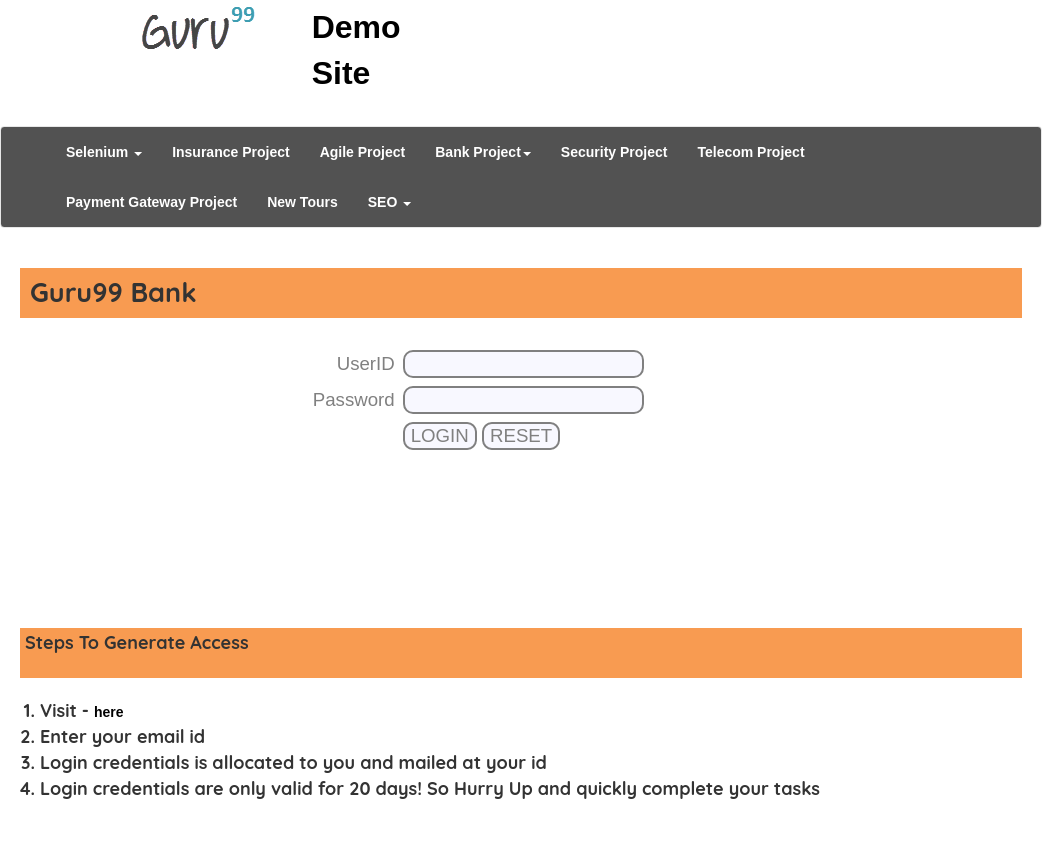 Guru99
Demo
Site
Selenium Insurance Project Agile Project Bank Project Security Project Telecom Project
Payment Gateway Project New Tours SEO
Guru99 Bank
UserID
Password
LOGIN RESET
Steps To Generate Access
1. Visit - here
2. Enter your email id
3. Login credentials is allocated to you and mailed at your id
4. Login credentials are only valid for 20 days! So Hurry Up and quickly complete your tasks